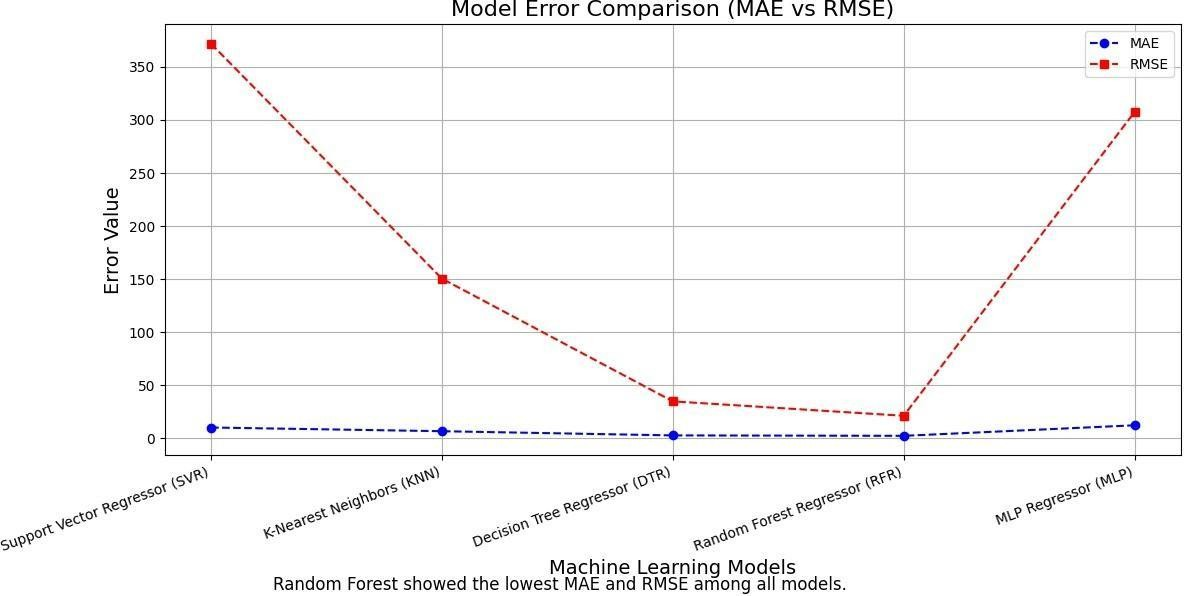 Model Error Comparison (MAE vs RMSE)
MAE
RMSE
Error Value
350
300
250
200
150
100
50
0
Support Vector Regressor (SVR)
K-Nearest Neighbors (KNN)
Decision Tree Regressor (DTR)
Random Forest Regressor (RFR)
MLP Regressor (MLP)
Machine Learning Models
Random Forest showed the lowest MAE and RMSE among all models.